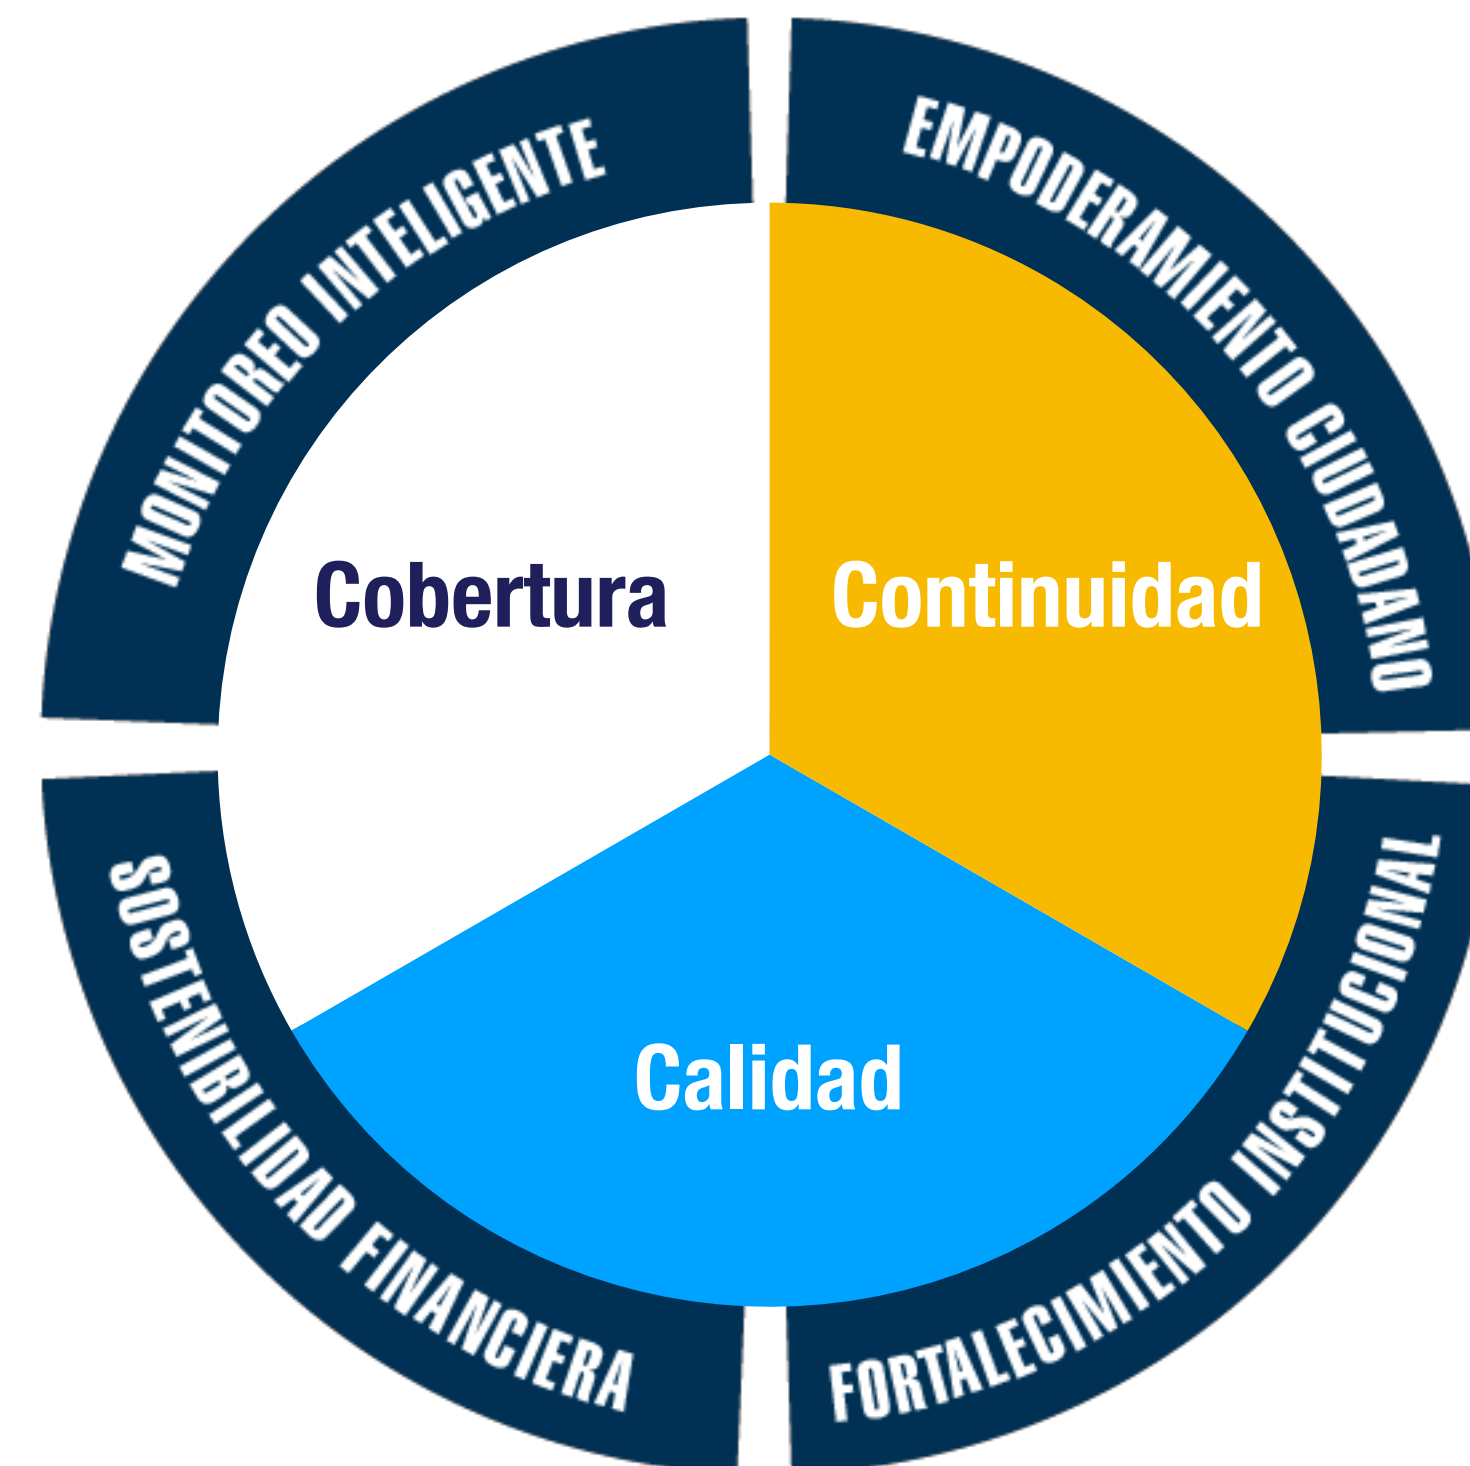 MONITOREO INTELIGENTE
EMPODERAMIENTO CIUDADANO
Cobertura
Continuidad
Calidad
SOSTENIBILIDAD FINANCIERA
FORTALECIMIENTO INSTITUCIONAL